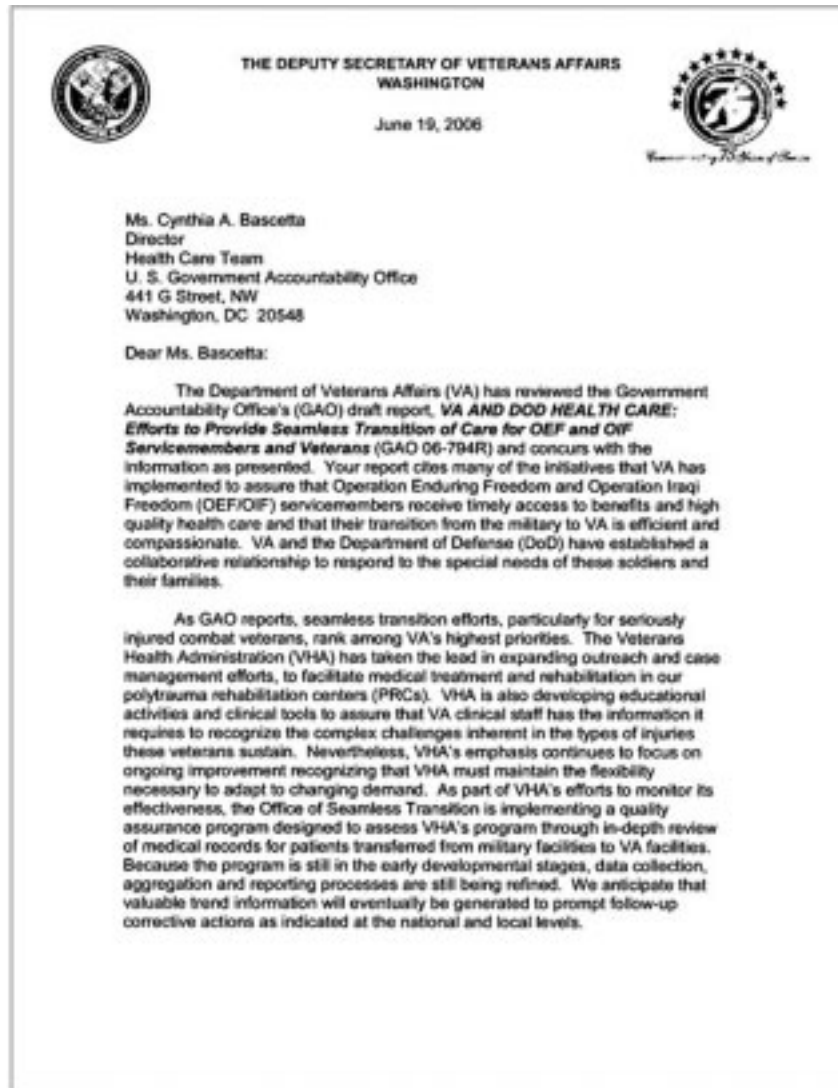 THE DEPUTY SECRETARY OF VETERANS AFFAIRS
WASHINGTON
June 19, 2006
75
Ms. Cynthia A. Bascetta
Director
Health Care Team
U. S. Government Accountability Office
441 G Street, NW
Washington, DC 20548
Dear Ms. Bascetta:
The Department of Veterans Affairs (VA) has reviewed the Government
Accountability Office's (GAO) draft report, VA AND DOD HEALTH CARE:
Efforts to Provide Seamless Transition of Care for OEF and OIF
Servicemembers and Veterans (GAO 06-794R) and concurs with the
information as presented. Your report cites many of the initiatives that VA has
implemented to assure that Operation Enduring Freedom and Operation Iraqi
Freedom (OEF/OIF) servicemembers receive timely access to benefits and high
quality health care and that their transition from the military to VA is efficient and
compassionate. VA and the Department of Defense (DoD) have established a
collaborative relationship to respond to the special needs of these soldiers and
their families.
As GAO reports, seamless transition efforts, particularly for seriously
injured combat veterans, rank among VA's highest priorities. The Veterans
Health Administration (VHA) has taken the lead in expanding outreach and case
management efforts, to facilitate medical treatment and rehabilitation in our
polytrauma rehabilitation centers (PRCs). VHA is also developing educational
activities and clinical tools to assure that VA clinical staff has the information it
requires to recognize the complex challenges inherent in the types of injuries
these veterans sustain. Nevertheless, VHA's emphasis continues to focus on
ongoing improvement recognizing that VHA must maintain the flexibility
necessary to adapt to changing demand. As part of VHA's efforts to monitor its
effectiveness, the Office of Seamless Transition is implementing a quality
assurance program designed to assess VHA's program through in-depth review
of medical records for patients transferred from military facilities to VA facilities.
Because the program is still in the early developmental stages, data collection,
aggregation and reporting processes are still being refined. We anticipate that
valuable trend information will eventually be generated to prompt follow-up
corrective actions as indicated at the national and local levels.